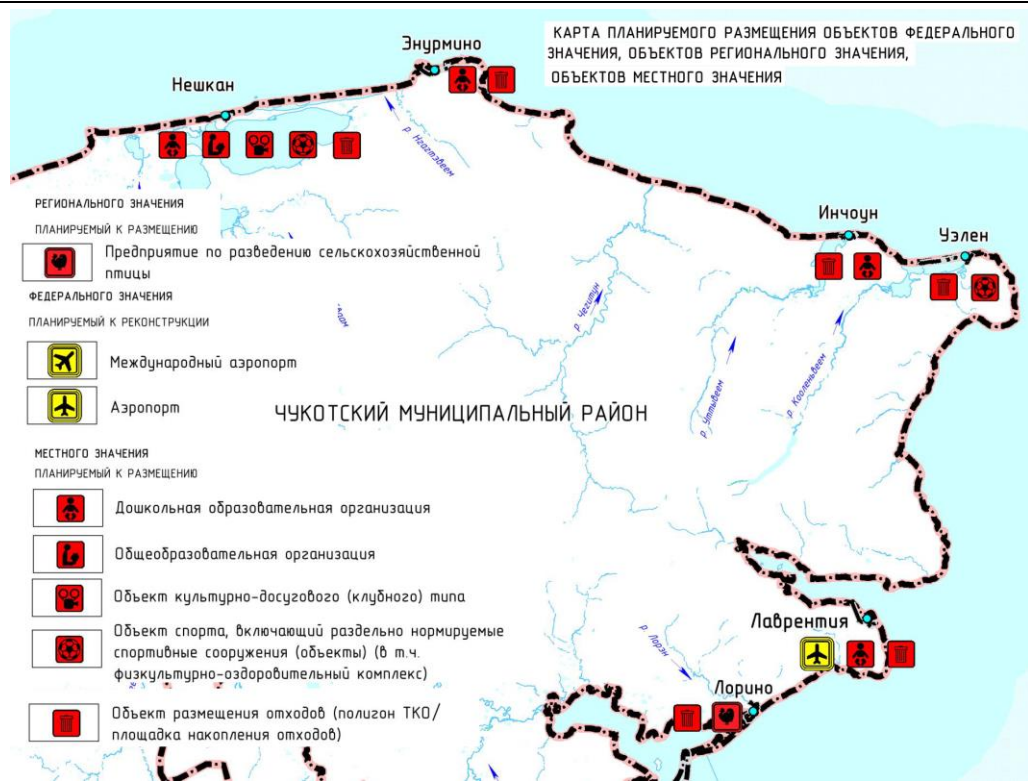 КАРТА ПЛАНИРУЕМОГО РАЗМЕЩЕНИЯ ОБЪЕКТОВ ФЕДЕРАЛЬНОГО
ЗНАЧЕНИЯ, ОБЪЕКТОВ РЕГИОНАЛЬНОГО ЗНАЧЕНИЯ,
ОБЪЕКТОВ МЕСТНОГО ЗНАЧЕНИЯ
Энурмино
Нешкан
Инчоун
Уэлен
р. Чегитун
р. Уттывеем
р. Кооленьвеем
РЕГИОНАЛЬНОГО ЗНАЧЕНИЯ
ПЛАНИРУЕМЫЙ К РАЗМЕЩЕНИЮ
Предприятие по разведению сельскохозяйственной
птицы
ФЕДЕРАЛЬНОГО ЗНАЧЕНИЯ
ПЛАНИРУЕМЫЙ К РЕКОНСТРУКЦИИ
Международный аэропорт
Аэропорт
ЧУКОТСКИЙ МУНИЦИПАЛЬНЫЙ РАЙОН
МЕСТНОГО ЗНАЧЕНИЯ
ПЛАНИРУЕМЫЙ К РАЗМЕЩЕНИЮ
Дошкольная образовательная организация
Общеобразовательная организация
Объект культурно-досугового (клубного) типа
Объект спорта, включающий раздельно нормируемые
спортивные сооружения (объекты) (в т.ч.
физкультурно-оздоровительный комплекс)
Объект размещения отходов (полигон ТКО/
площадка накопления отходов)
Лаврентия
р. Лорэн
Лорино